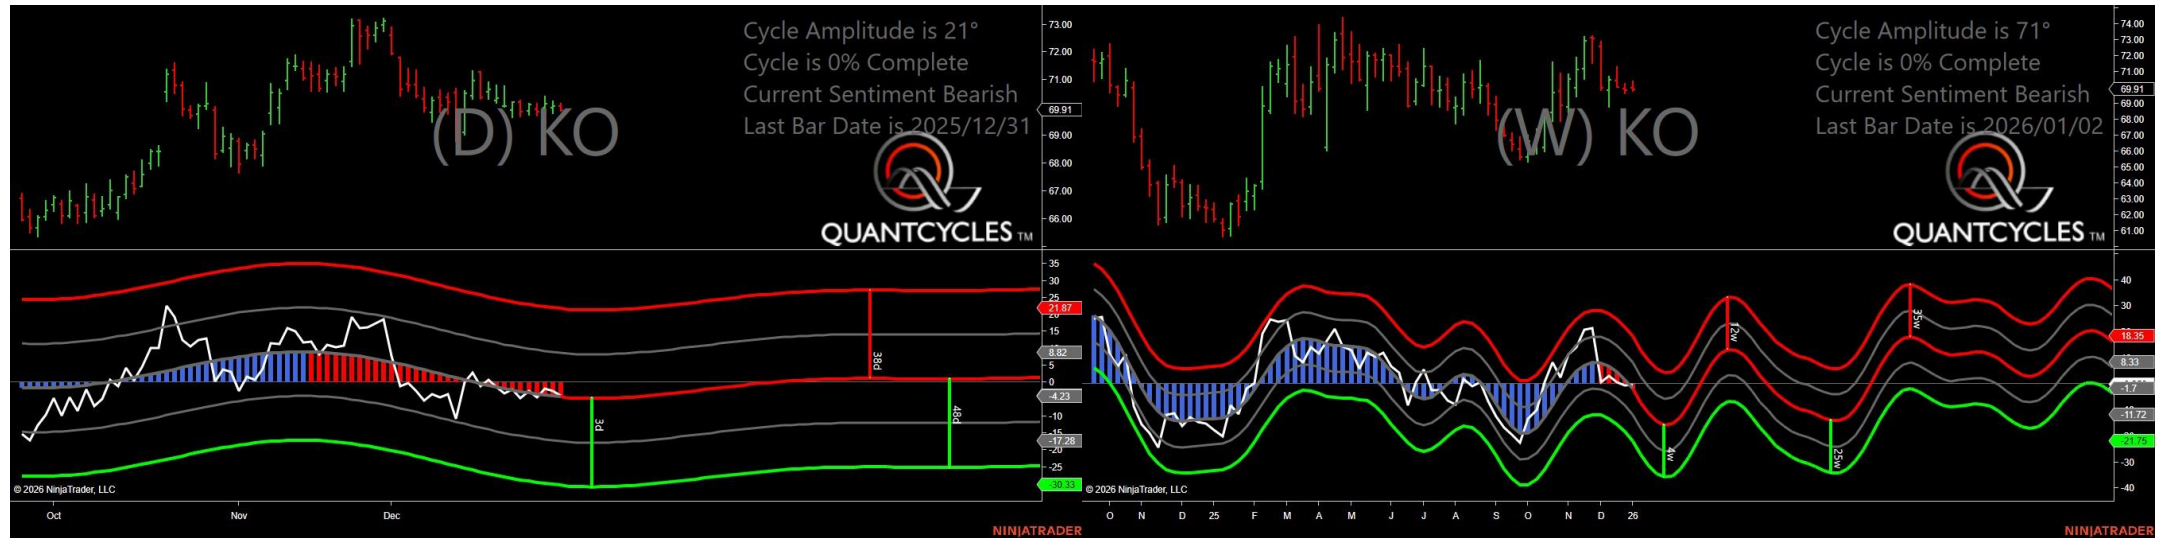 Cycle Amplitude is 21°
Cycle is 0% Complete
Current Sentiment Bearish
Last Bar Date is 2025/12/31
(D) KO
QUANTCYCLES TM
73.00
72.00
71.00
69.91
69.00
68.00
67.00
66.00
35
30
25
21.87
20
15
8.82
5
0
-4.23
-10
-15
-17.28
-20
-25
-30.33
38d
3d
48d
© 2026 NinjaTrader, LLC
Oct Nov Dec
NINJATRADER
Cycle Amplitude is 71°
Cycle is 0% Complete
Current Sentiment Bearish
Last Bar Date is 2026/01/02
(W) KO
QUANTCYCLES TM
74.00
73.00
72.00
71.00
69.91
69.00
68.00
67.00
66.00
65.00
64.00
63.00
62.00
61.00
40
30
18.35
8.33
-1.7
-11.72
-21.75
-30
-40
12w
35w
4w
25w
© 2026 NinjaTrader, LLC
O N D 25 F M A M J J A S O N D 26
NINJATRADER